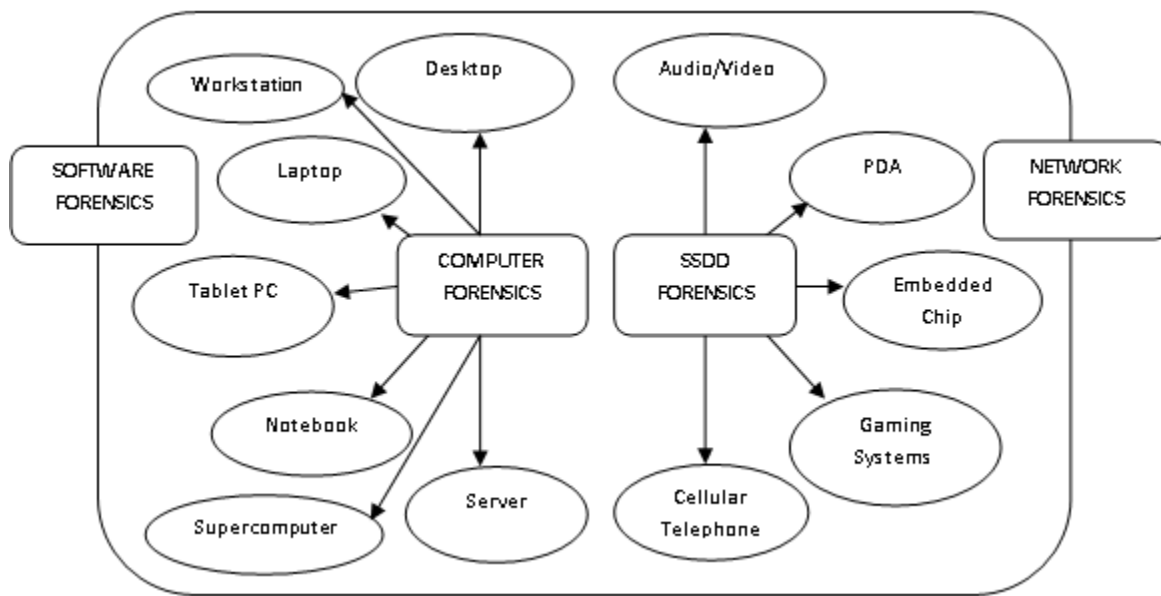 Workstation
Desktop
Audio/Video
SOFTWARE
FORENSICS
Laptop
PDA
NETWORK
FORENSICS
COMPUTER
FORENSICS
SSDD
FORENSICS
Tablet PC
Embedded
Chip
Notebook
Gaming
Systems
Supercomputer
Server
Cellular
Telephone